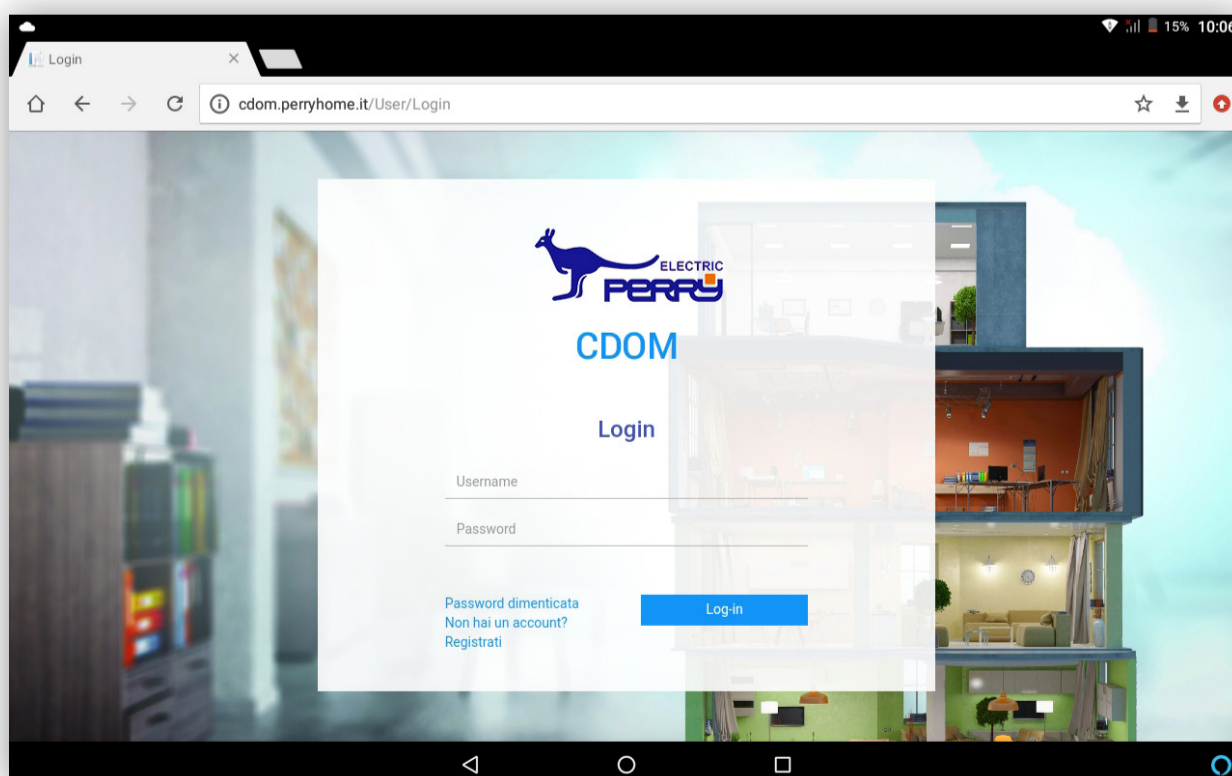 15% 10:06
Login
cdom.perryhome.it/User/Login
ELECTRIC
PERRY
CDOM
Login
Username
Password
Password dimenticata
Log-in
Non hai un account?
Registrati